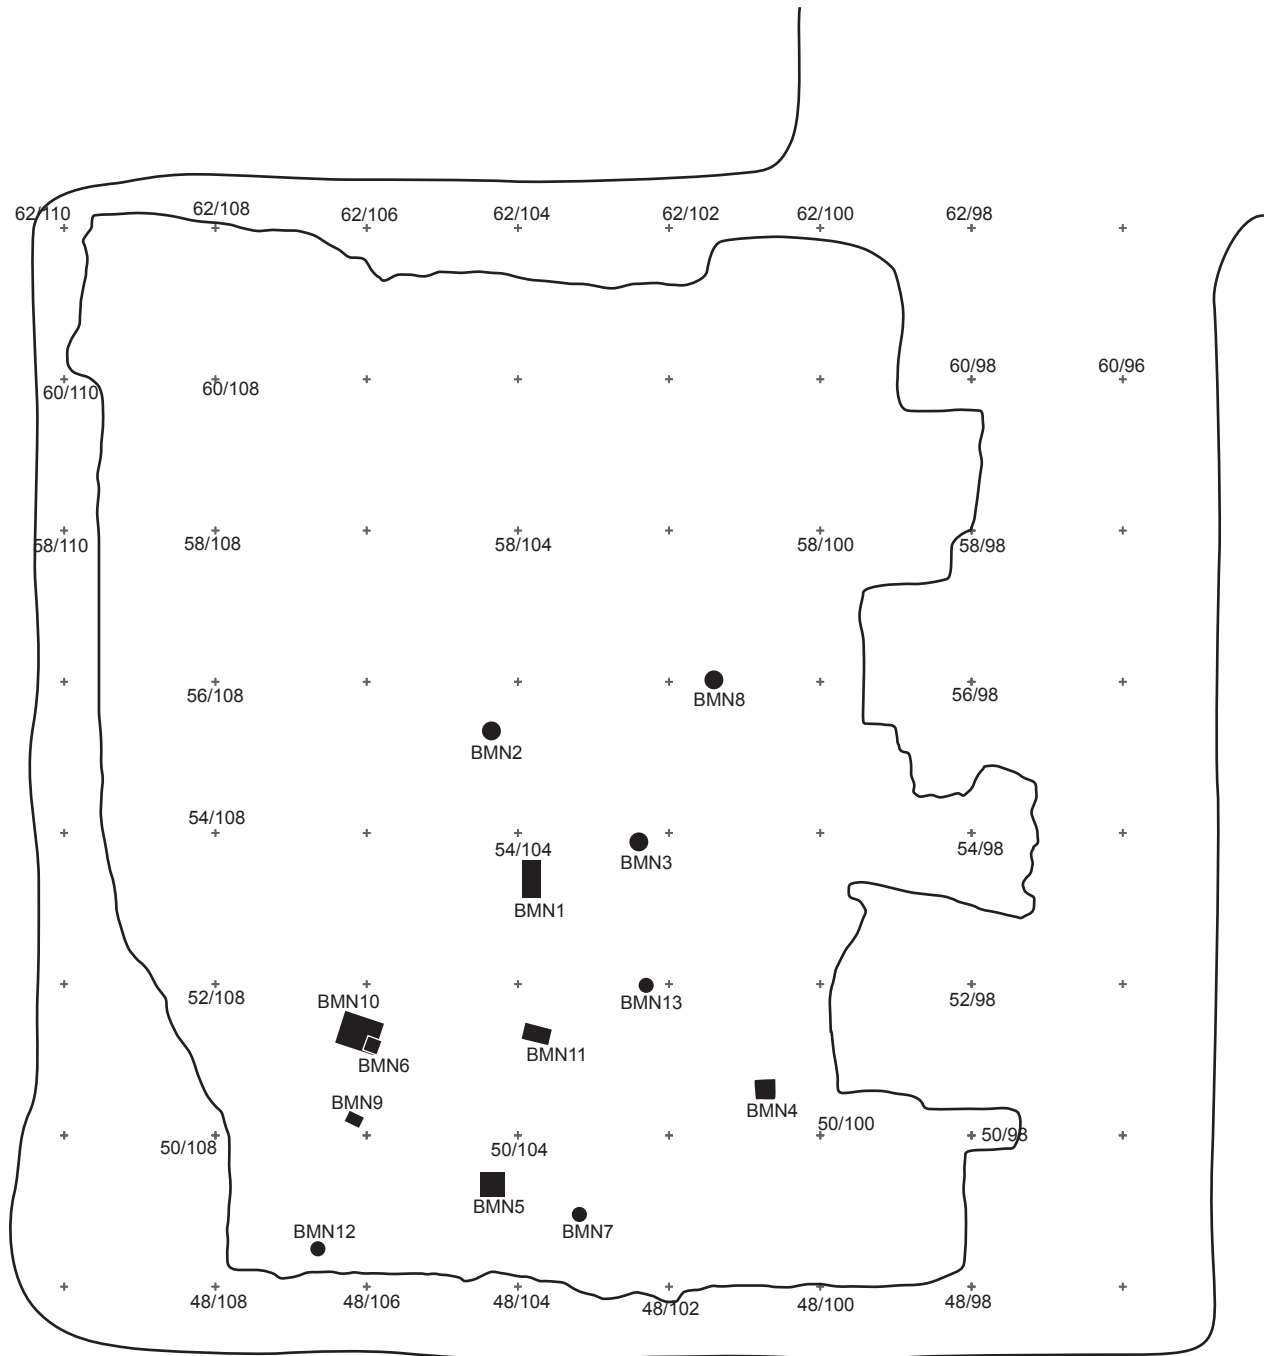 62/110 62/108 62/106 62/104 62/102 62/100 62/98
60/110 60/108 60/98 60/96
58/110 58/108 58/104 58/100 58/98
56/108 BMN8 56/98
BMN2
54/108 54/104 BMN3 54/98
BMN1
52/108 BMN10 BMN13 52/98
BMN6 BMN11
BMN9 BMN4
50/108 50/104 50/100 50/98
BMN5
BMN12 BMN7
48/108 48/106 48/104 48/102 48/100 48/98